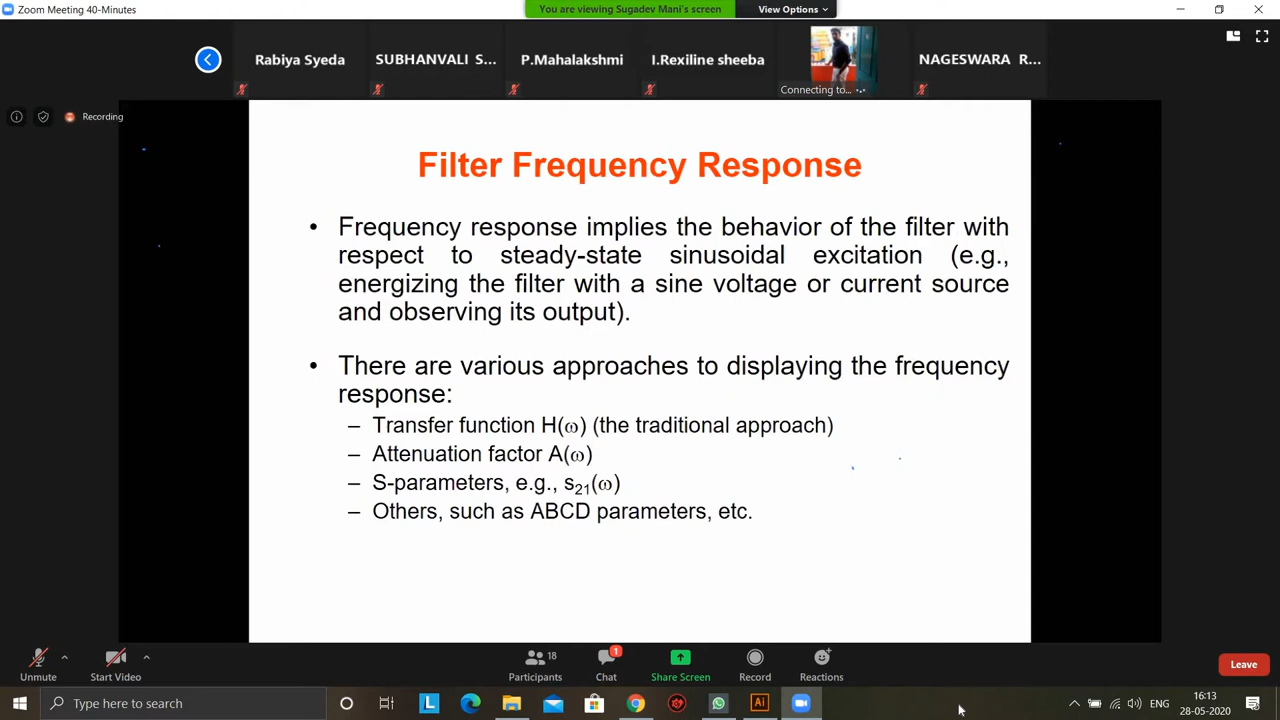 Zoom Meeting 40-Minutes
You are viewing Sugadev Mani's screen
View Options
Rabiya Syeda
SUBHANVALI S...
P.Mahalakshmi
I.Rexiline sheeba
Connecting to...
NAGESWARA R...
Recording
Filter Frequency Response
• Frequency response implies the behavior of the filter with
respect to steady-state sinusoidal excitation (e.g.,
energizing the filter with a sine voltage or current source
and observing its output).
• There are various approaches to displaying the frequency
response:
– Transfer function H(ω) (the traditional approach)
– Attenuation factor A(ω)
– S-parameters, e.g., s21(ω)
– Others, such as ABCD parameters, etc.
Unmute
Start Video
18
Participants
1
Chat
Share Screen
Record
Reactions
Leave
Type here to search
L
Ai
ENG
16:13
28-05-2020